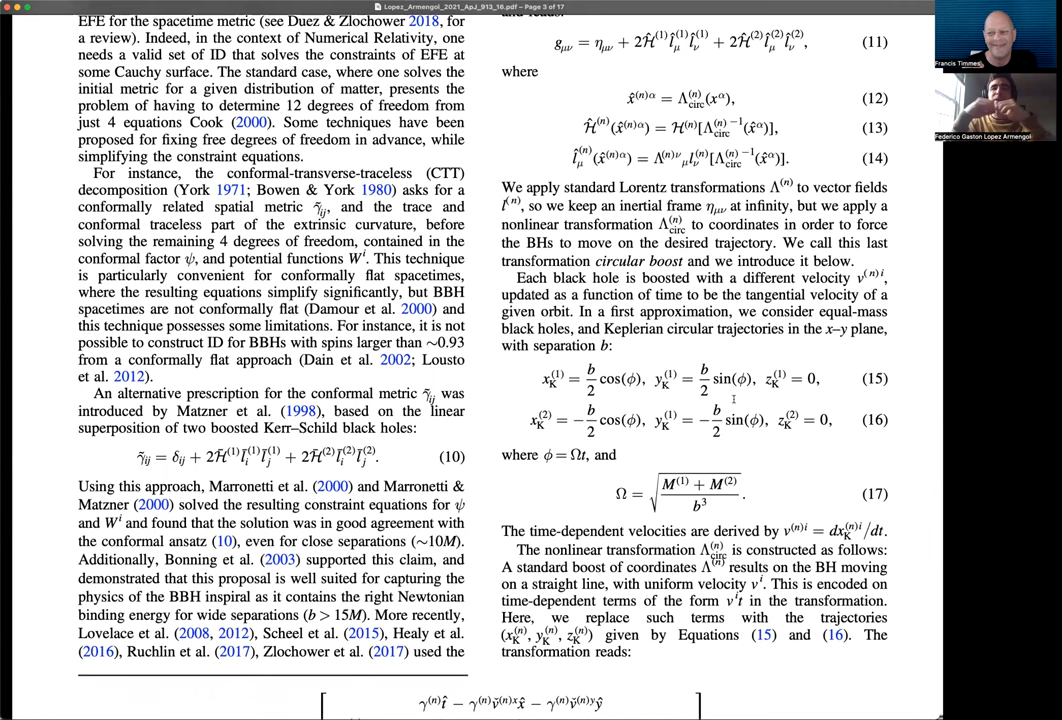 Lopez_Armengol_2021_ApJ_913_16.pdf - Page 3 of 17
EFE for the spacetime metric (see Duez & Zlochower 2018, for
a review). Indeed, in the context of Numerical Relativity, one
needs a valid set of ID that solves the constraints of EFE at
some Cauchy surface. The standard case, where one solves the
initial metric for a given distribution of matter, presents the
problem of having to determine 12 degrees of freedom from
just 4 equations Cook (2000). Some techniques have been
proposed for fixing free degrees of freedom in advance, while
simplifying the constraint equations.
For instance, the conformal-transverse-traceless (CTT)
decomposition (York 1971; Bowen & York 1980) asks for a
conformally related spatial metric γ̃ij, and the trace and
conformal traceless part of the extrinsic curvature, before
solving the remaining 4 degrees of freedom, contained in the
conformal factor ψ, and potential functions Wⁱ. This technique
is particularly convenient for conformally flat spacetimes,
where the resulting equations simplify significantly, but BBH
spacetimes are not conformally flat (Damour et al. 2000) and
this technique possesses some limitations. For instance, it is not
possible to construct ID for BBHs with spins larger than ~0.93
from a conformally flat approach (Dain et al. 2002; Lousto
et al. 2012).
An alternative prescription for the conformal metric γ̃ij was
introduced by Matzner et al. (1998), based on the linear
superposition of two boosted Kerr–Schild black holes:
γ̃ij = δij + 2H̄⁽¹⁾l̄i⁽¹⁾l̄j⁽¹⁾ + 2H̄⁽²⁾l̄i⁽²⁾l̄j⁽²⁾. (10)
Using this approach, Marronetti et al. (2000) and Marronetti &
Matzner (2000) solved the resulting constraint equations for ψ
and Wⁱ and found that the solution was in good agreement with
the conformal ansatz (10), even for close separations (~10M).
Additionally, Bonning et al. (2003) supported this claim, and
demonstrated that this proposal is well suited for capturing the
physics of the BBH inspiral as it contains the right Newtonian
binding energy for wide separations (b > 15M). More recently,
Lovelace et al. (2008, 2012), Scheel et al. (2015), Healy et al.
(2016), Ruchlin et al. (2017), Zlochower et al. (2017) used the
and reads:
gμν = ημν + 2Ĥ⁽¹⁾l̂μ⁽¹⁾l̂ν⁽¹⁾ + 2Ĥ⁽²⁾l̂μ⁽²⁾l̂ν⁽²⁾, (11)
where
x̂⁽ⁿ⁾α = Λcirc⁽ⁿ⁾(xα), (12)
Ĥ⁽ⁿ⁾(x̂⁽ⁿ⁾α) = H⁽ⁿ⁾[Λcirc⁽ⁿ⁾⁻¹(x̂α)], (13)
l̂μ⁽ⁿ⁾(x̂⁽ⁿ⁾α) = Λ⁽ⁿ⁾νμlν⁽ⁿ⁾[Λcirc⁽ⁿ⁾⁻¹(x̂α)]. (14)
We apply standard Lorentz transformations Λ⁽ⁿ⁾ to vector fields
l⁽ⁿ⁾, so we keep an inertial frame ημν at infinity, but we apply a
nonlinear transformation Λcirc⁽ⁿ⁾ to coordinates in order to force
the BHs to move on the desired trajectory. We call this last
transformation circular boost and we introduce it below.
Each black hole is boosted with a different velocity v⁽ⁿ⁾ⁱ,
updated as a function of time to be the tangential velocity of a
given orbit. In a first approximation, we consider equal-mass
black holes, and Keplerian circular trajectories in the x–y plane,
with separation b:
xK⁽¹⁾ = b/2 cos(ϕ), yK⁽¹⁾ = b/2 sin(ϕ), zK⁽¹⁾ = 0, (15)
xK⁽²⁾ = −b/2 cos(ϕ), yK⁽¹⁾ = −b/2 sin(ϕ), zK⁽²⁾ = 0, (16)
where ϕ = Ωt, and
Ω = √((M⁽¹⁾ + M⁽²⁾)/b³). (17)
The time-dependent velocities are derived by v⁽ⁿ⁾ⁱ = dxK⁽ⁿ⁾ⁱ/dt.
The nonlinear transformation Λcirc⁽ⁿ⁾ is constructed as follows:
A standard boost of coordinates Λ⁽ⁿ⁾ results on the BH moving
on a straight line, with uniform velocity vⁱ. This is encoded on
time-dependent terms of the form vⁱt in the transformation.
Here, we replace such terms with the trajectories
(xK⁽ⁿ⁾, yK⁽ⁿ⁾, zK⁽ⁿ⁾) given by Equations (15) and (16). The
transformation reads:
γ⁽ⁿ⁾t̂ − γ⁽ⁿ⁾ṽ⁽ⁿ⁾ˣx̂ − γ⁽ⁿ⁾ṽ⁽ⁿ⁾ʸŷ
Francis Timmes
Federico Gaston Lopez Armengol